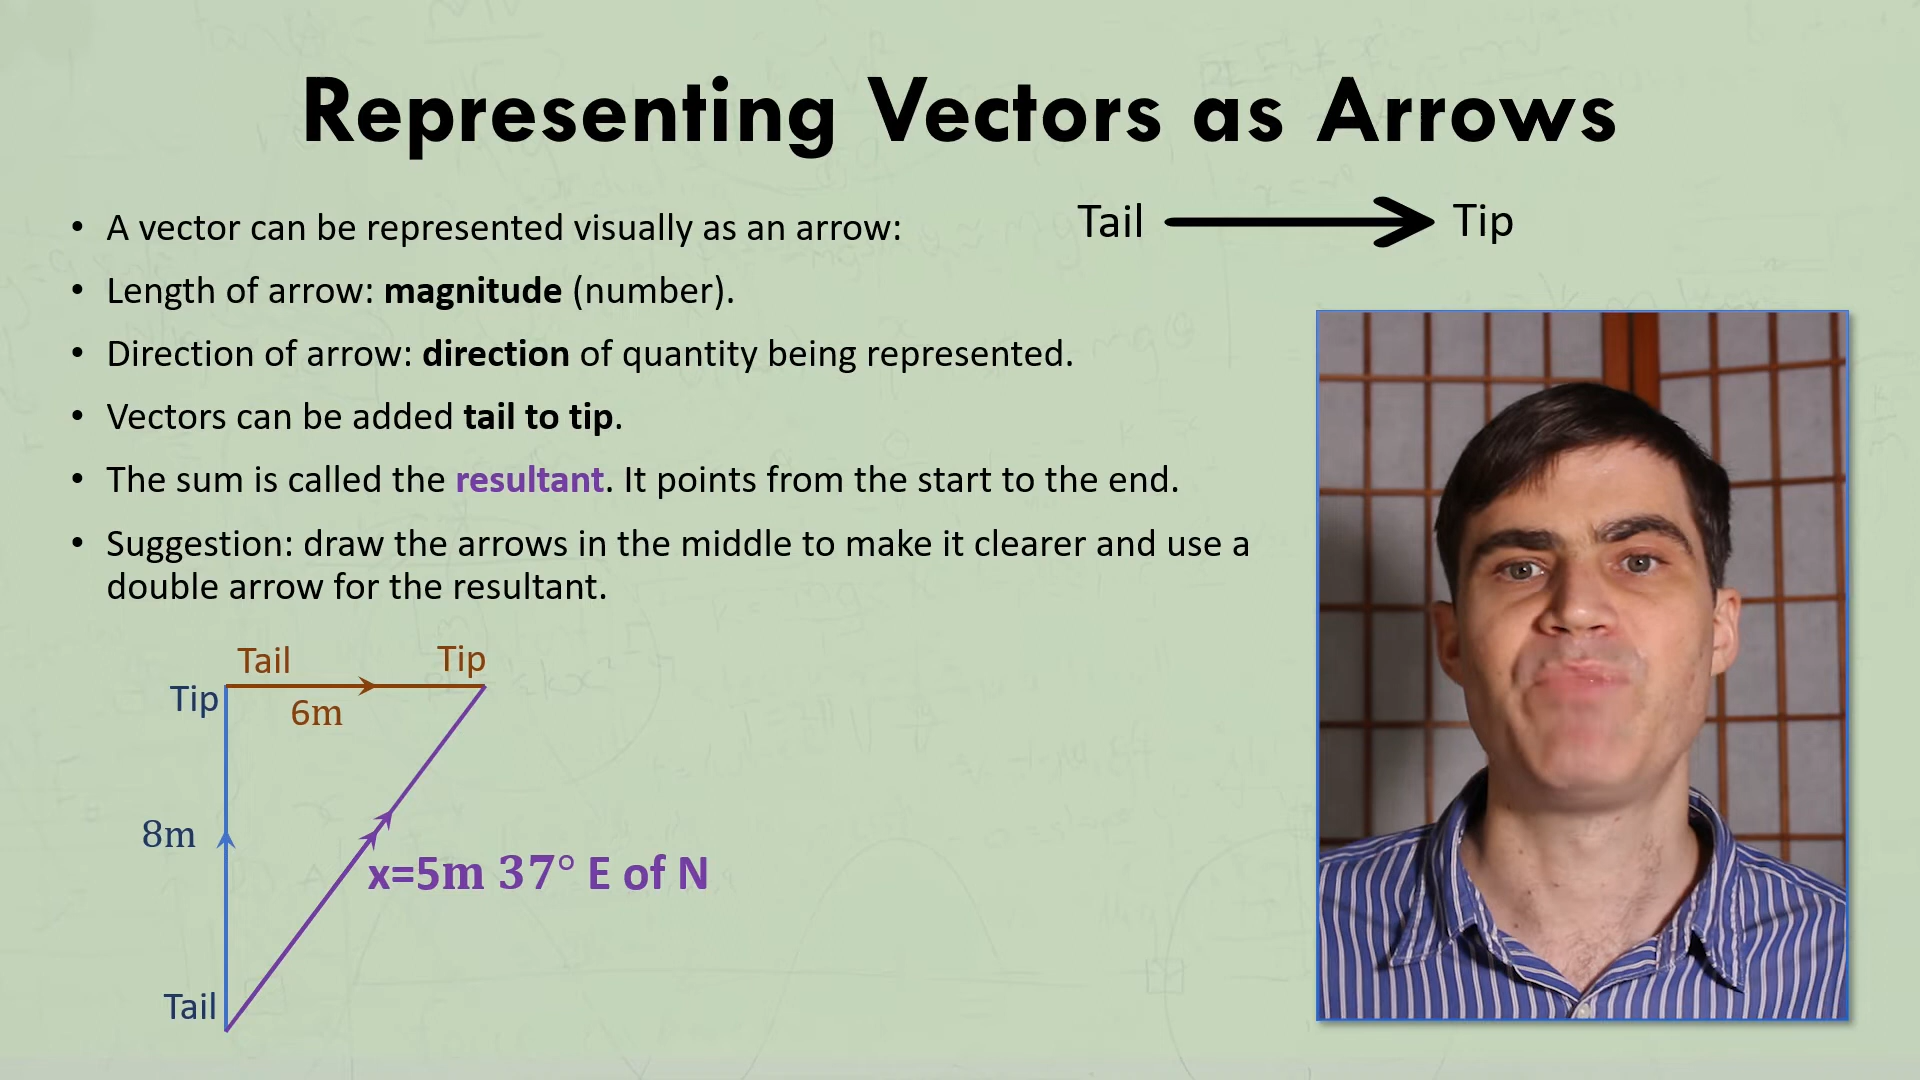 Representing Vectors as Arrows
• A vector can be represented visually as an arrow:
Tail
Tip
• Length of arrow: magnitude (number).
• Direction of arrow: direction of quantity being represented.
• Vectors can be added tail to tip.
• The sum is called the resultant. It points from the start to the end.
• Suggestion: draw the arrows in the middle to make it clearer and use a
double arrow for the resultant.
Tail
Tip
Tip
6m
8m
x=5m 37° E of N
Tail